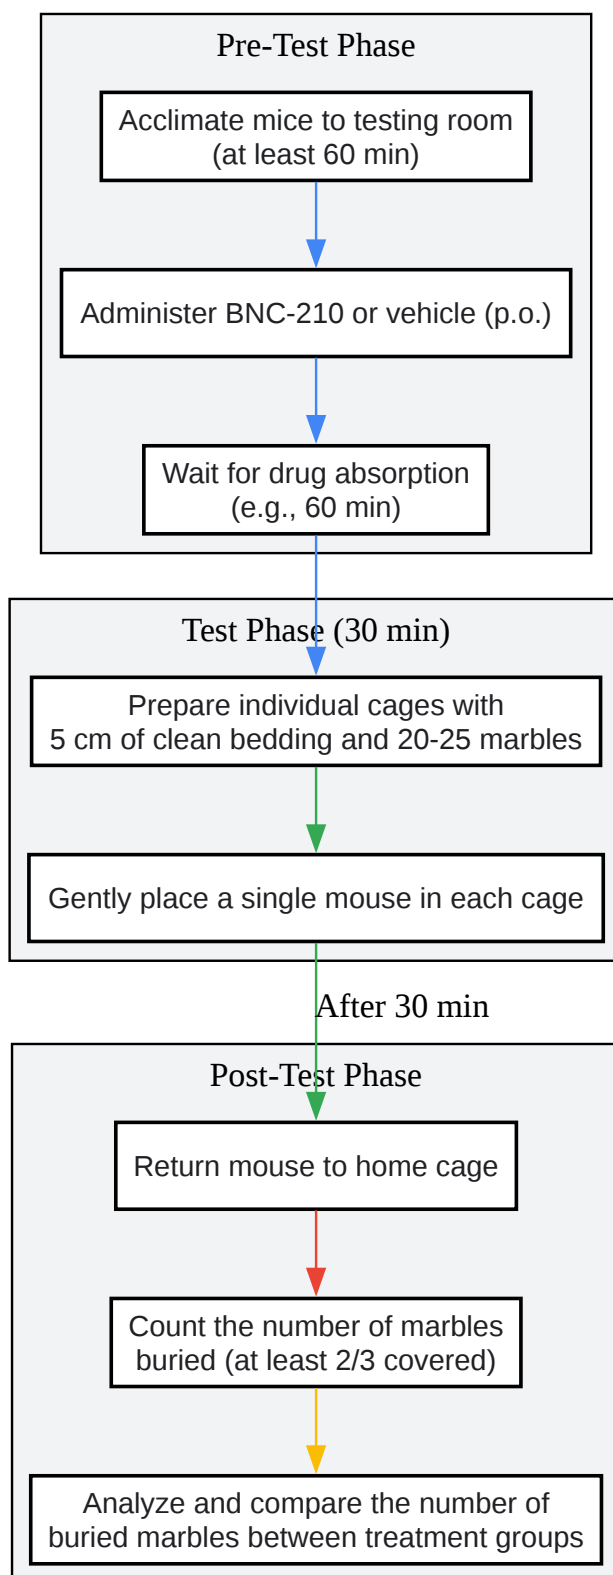 Pre-Test Phase
Acclimate mice to testing room
(at least 60 min)
Administer BNC-210 or vehicle (p.o.)
Wait for drug absorption
(e.g., 60 min)
Test Phase (30 min)
Prepare individual cages with
5 cm of clean bedding and 20-25 marbles
Gently place a single mouse in each cage
After 30 min
Post-Test Phase
Return mouse to home cage
Count the number of marbles
buried (at least 2/3 covered)
Analyze and compare the number of
buried marbles between treatment groups